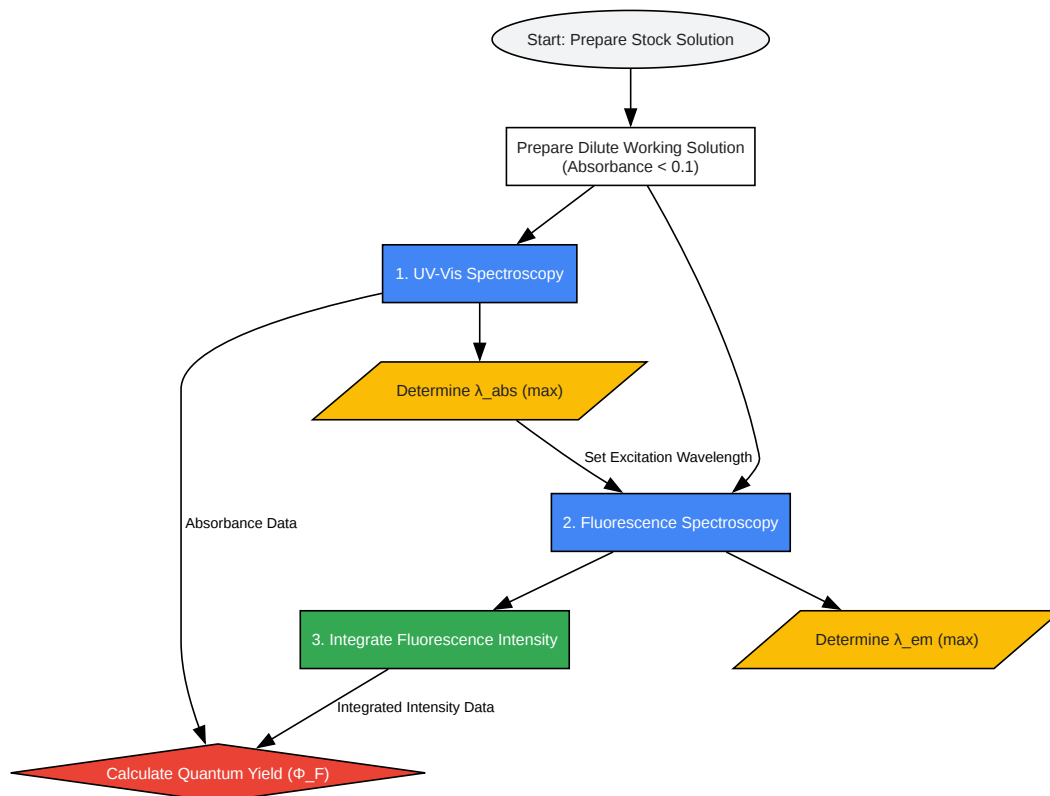 Start: Prepare Stock Solution
Prepare Dilute Working Solution
(Absorbance < 0.1)
1. UV-Vis Spectroscopy
Determine λ_abs (max)
Set Excitation Wavelength
2. Fluorescence Spectroscopy
Absorbance Data
3. Integrate Fluorescence Intensity
Determine λ_em (max)
Integrated Intensity Data
Calculate Quantum Yield (Φ_F)